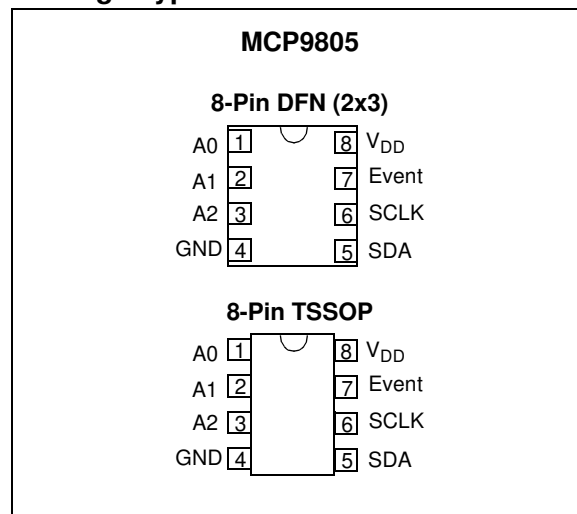 MCP9805
8-Pin DFN (2x3)
A0 1 8 VDD
A1 2 7 Event
A2 3 6 SCLK
GND 4 5 SDA
8-Pin TSSOP
A0 1 8 VDD
A1 2 7 Event
A2 3 6 SCLK
GND 4 5 SDA